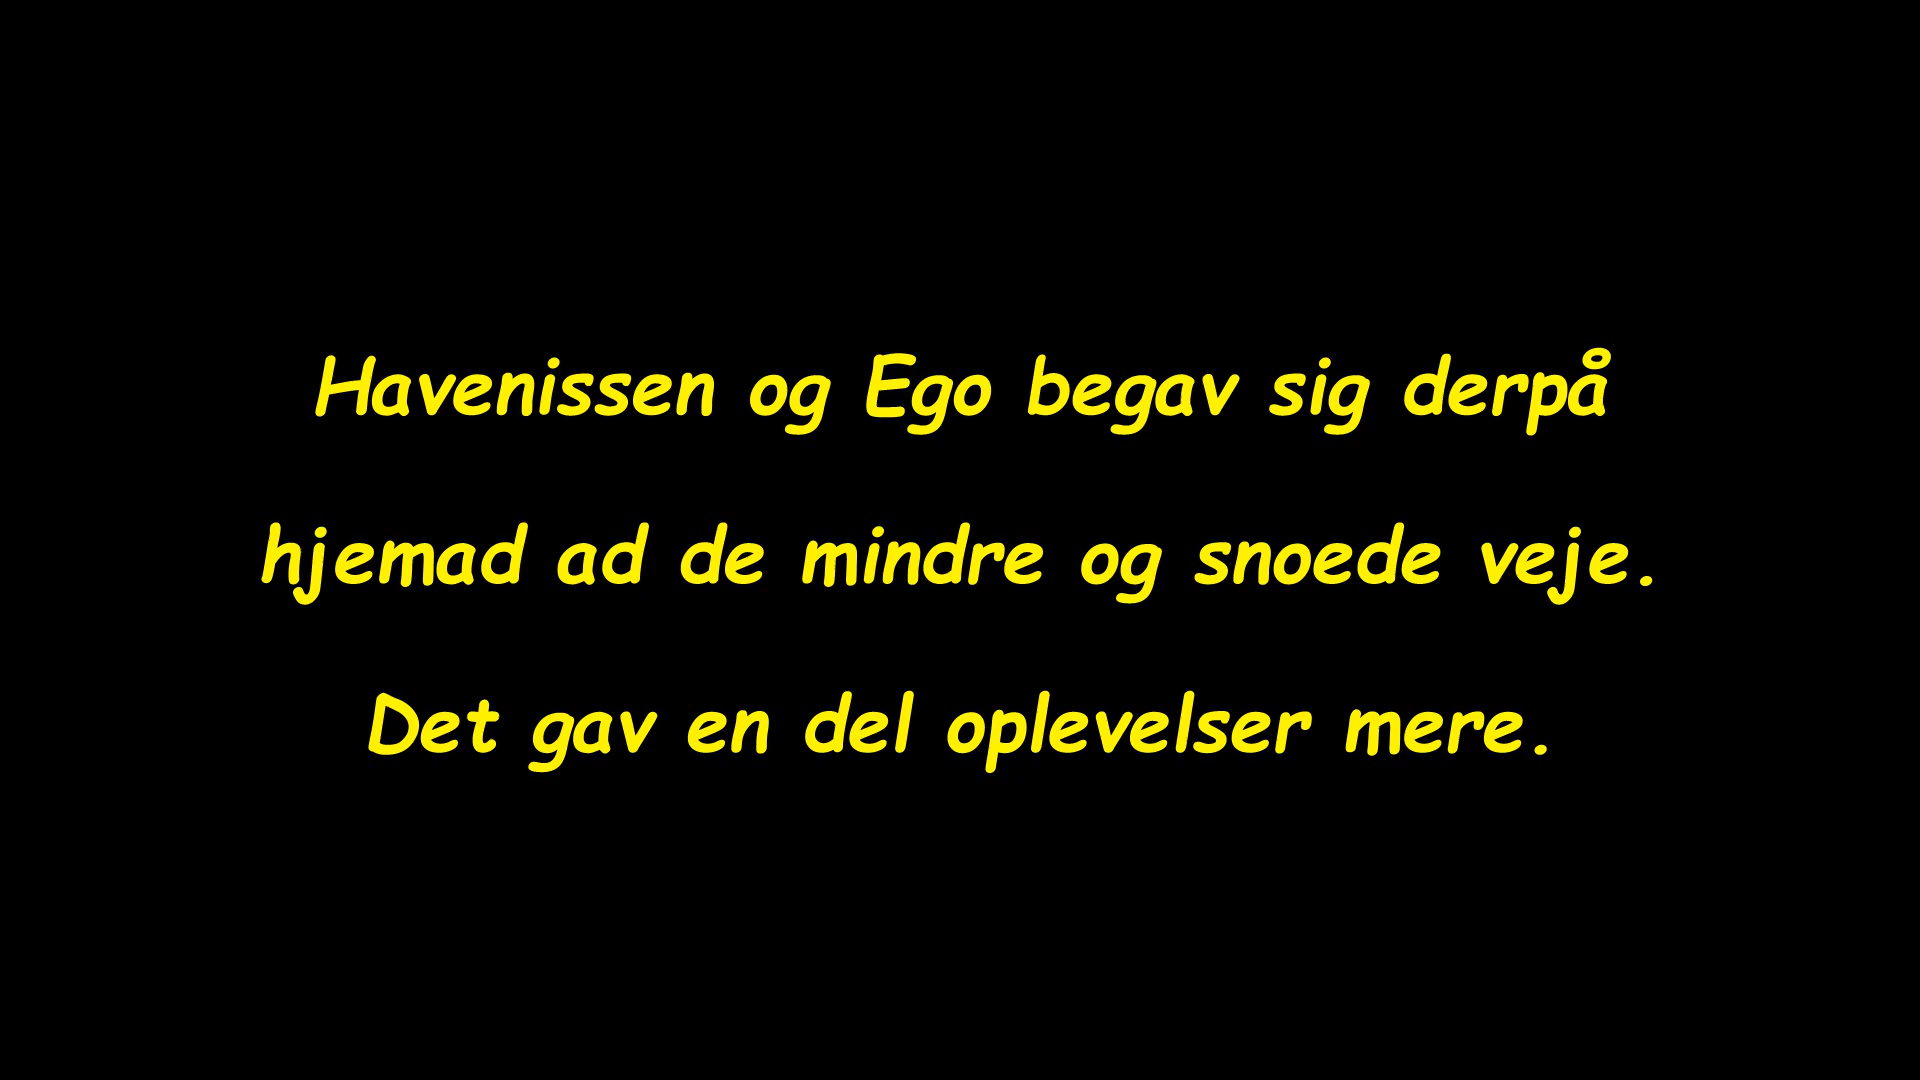 Havenissen og Ego begav sig derpå
hjemad ad de mindre og snoede veje.
Det gav en del oplevelser mere.